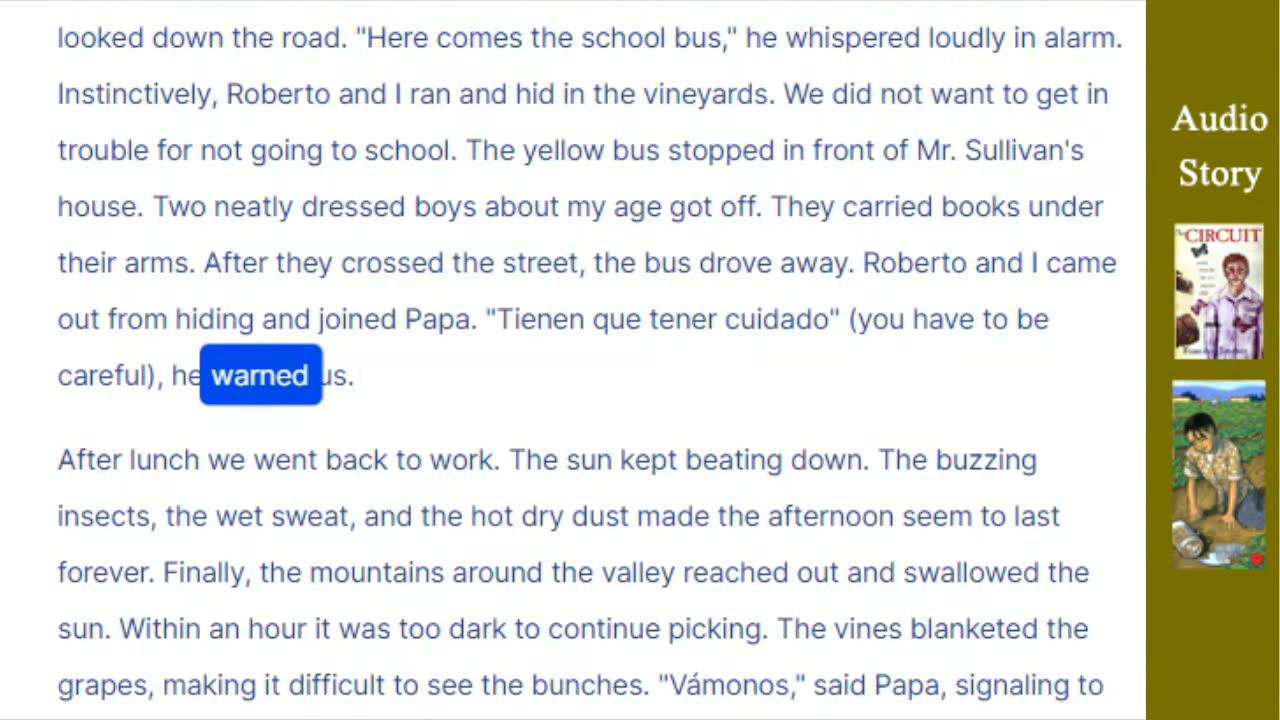 looked down the road. "Here comes the school bus," he whispered loudly in alarm.
Instinctively, Roberto and I ran and hid in the vineyards. We did not want to get in
trouble for not going to school. The yellow bus stopped in front of Mr. Sullivan's
house. Two neatly dressed boys about my age got off. They carried books under
their arms. After they crossed the street, the bus drove away. Roberto and I came
out from hiding and joined Papa. "Tienen que tener cuidado" (you have to be
careful), he warned us.
After lunch we went back to work. The sun kept beating down. The buzzing
insects, the wet sweat, and the hot dry dust made the afternoon seem to last
forever. Finally, the mountains around the valley reached out and swallowed the
sun. Within an hour it was too dark to continue picking. The vines blanketed the
grapes, making it difficult to see the bunches. "Vámonos," said Papa, signaling to
Audio
Story
The CIRCUIT